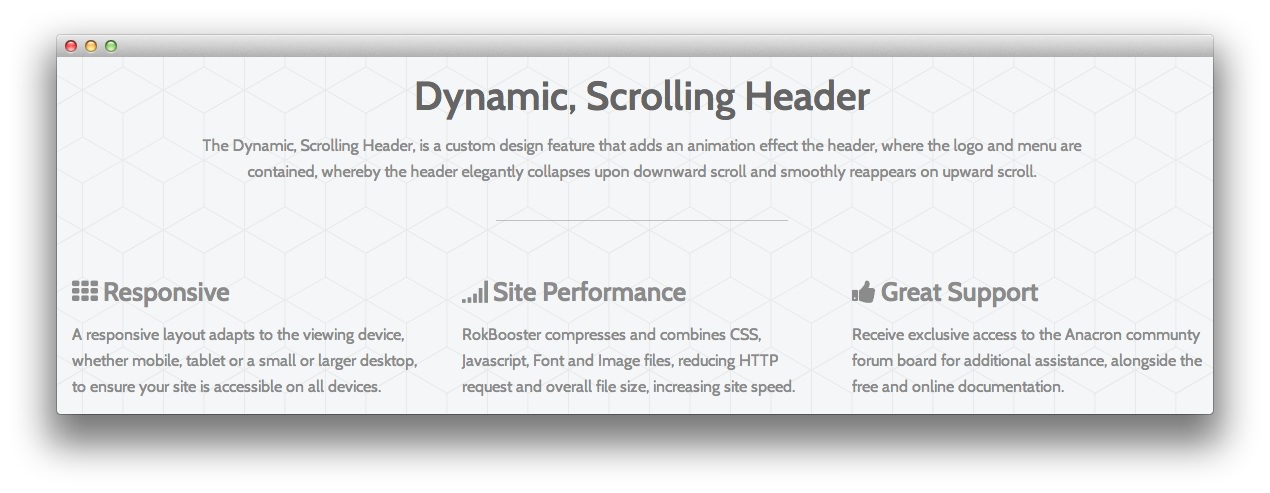 Dynamic, Scrolling Header
The Dynamic, Scrolling Header, is a custom design feature that adds an animation effect the header, where the logo and menu are
contained, whereby the header elegantly collapses upon downward scroll and smoothly reappears on upward scroll.
Responsive
A responsive layout adapts to the viewing device,
whether mobile, tablet or a small or larger desktop,
to ensure your site is accessible on all devices.
Site Performance
RokBooster compresses and combines CSS,
Javascript, Font and Image files, reducing HTTP
request and overall file size, increasing site speed.
Great Support
Receive exclusive access to the Anacron communty
forum board for additional assistance, alongside the
free and online documentation.